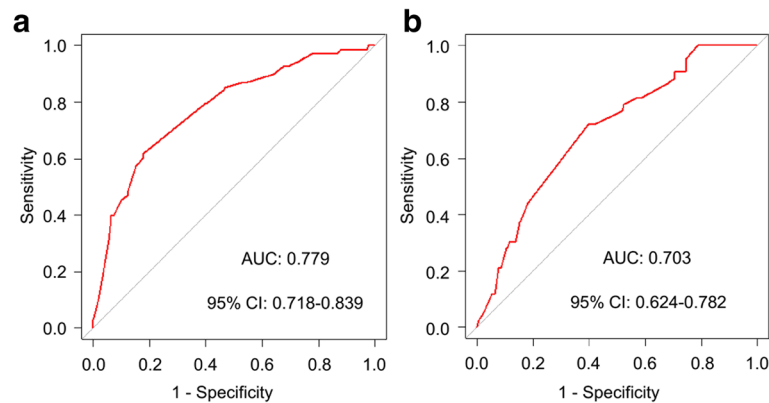 a
1.0
0.8
0.6
0.4
0.2
0.0
Sensitivity
AUC: 0.779
95% CI: 0.718-0.839
0.0 0.2 0.4 0.6 0.8 1.0
1 - Specificity
b
1.0
0.8
0.6
0.4
0.2
0.0
Sensitivity
AUC: 0.703
95% CI: 0.624-0.782
0.0 0.2 0.4 0.6 0.8 1.0
1 - Specificity